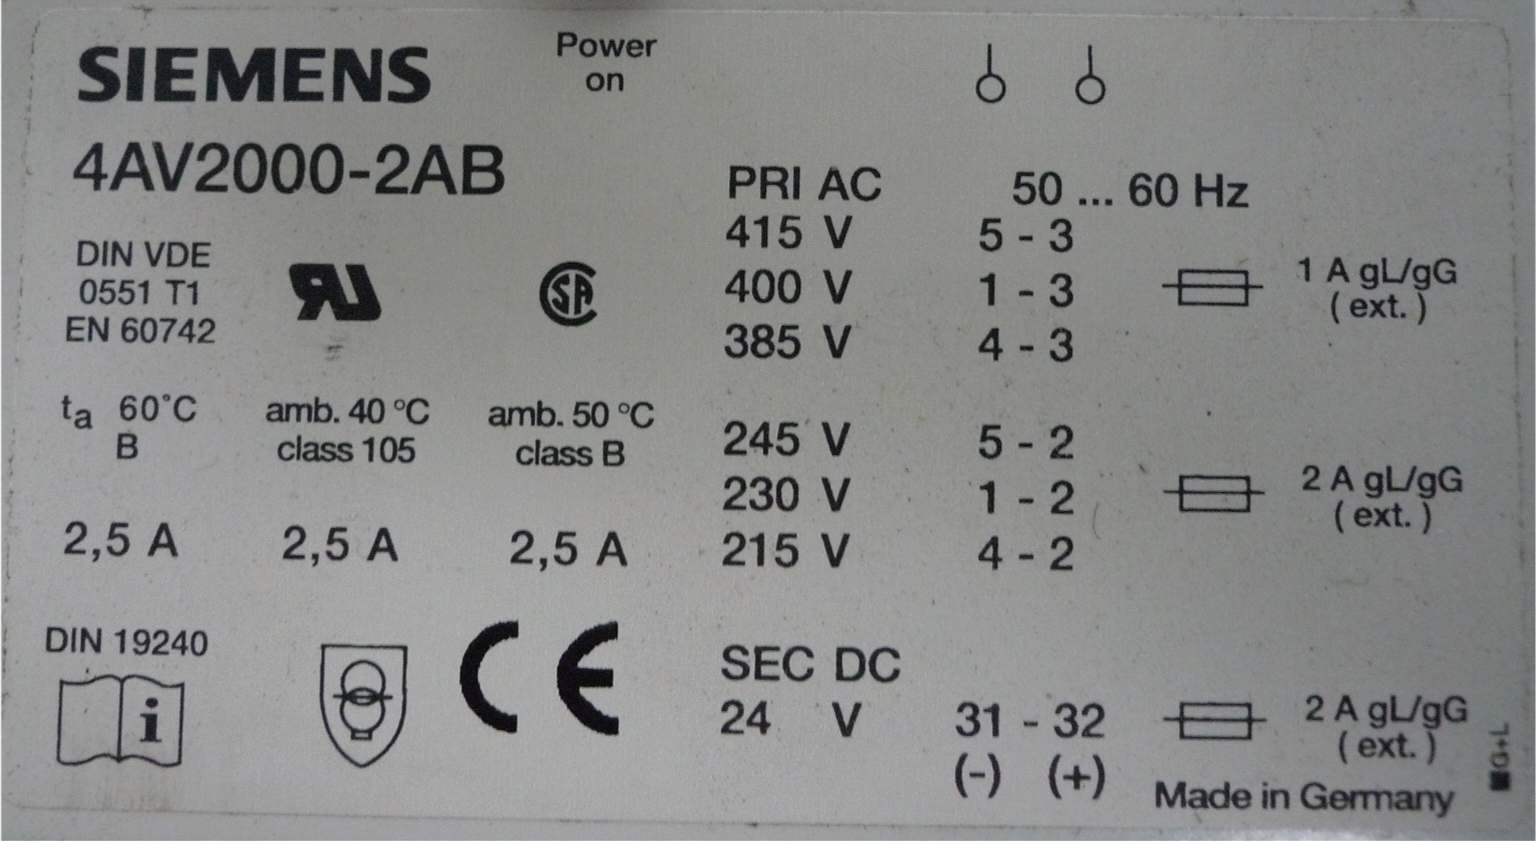 SIEMENS
Power
on
4AV2000-2AB
DIN VDE
0551 T1
EN 60742
ta 60°C
B
amb. 40 °C
class 105
amb. 50 °C
class B
2,5 A
2,5 A
2,5 A
DIN 19240
i
CE
PRI AC 50 ... 60 Hz
415 V 5 - 3
400 V 1 - 3
385 V 4 - 3
1 A gL/gG
( ext. )
245 V 5 - 2
230 V 1 - 2
215 V 4 - 2
2 A gL/gG
( ext. )
SEC DC
24 V 31 - 32
(-) (+)
2 A gL/gG
( ext. )
Made in Germany
G+L
RU
SA